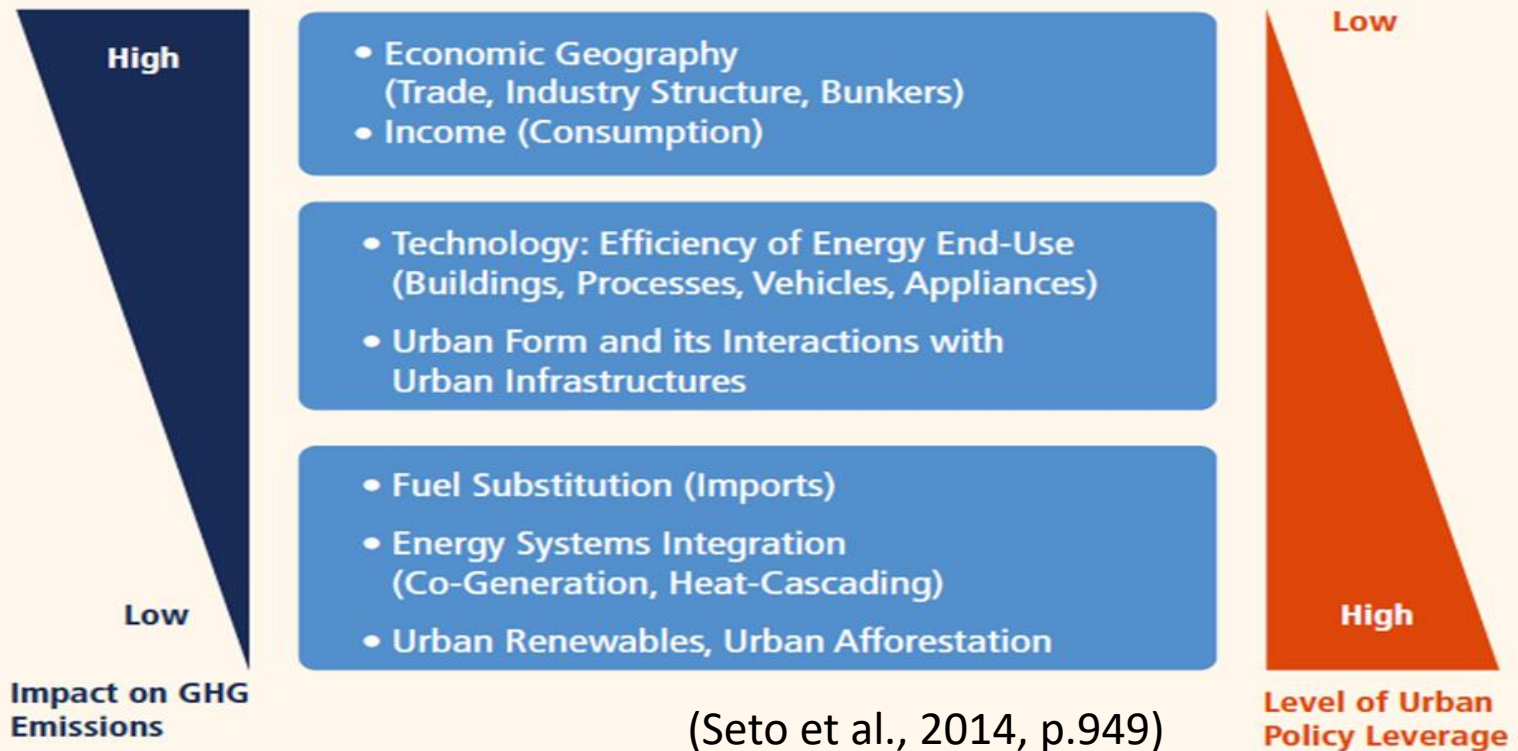 High
• Economic Geography
(Trade, Industry Structure, Bunkers)
• Income (Consumption)
Low
• Technology: Efficiency of Energy End-Use
(Buildings, Processes, Vehicles, Appliances)
• Urban Form and its Interactions with
Urban Infrastructures
• Fuel Substitution (Imports)
• Energy Systems Integration
(Co-Generation, Heat-Cascading)
• Urban Renewables, Urban Afforestation
Low
High
Impact on GHG
Emissions
(Seto et al., 2014, p.949)
Level of Urban
Policy Leverage